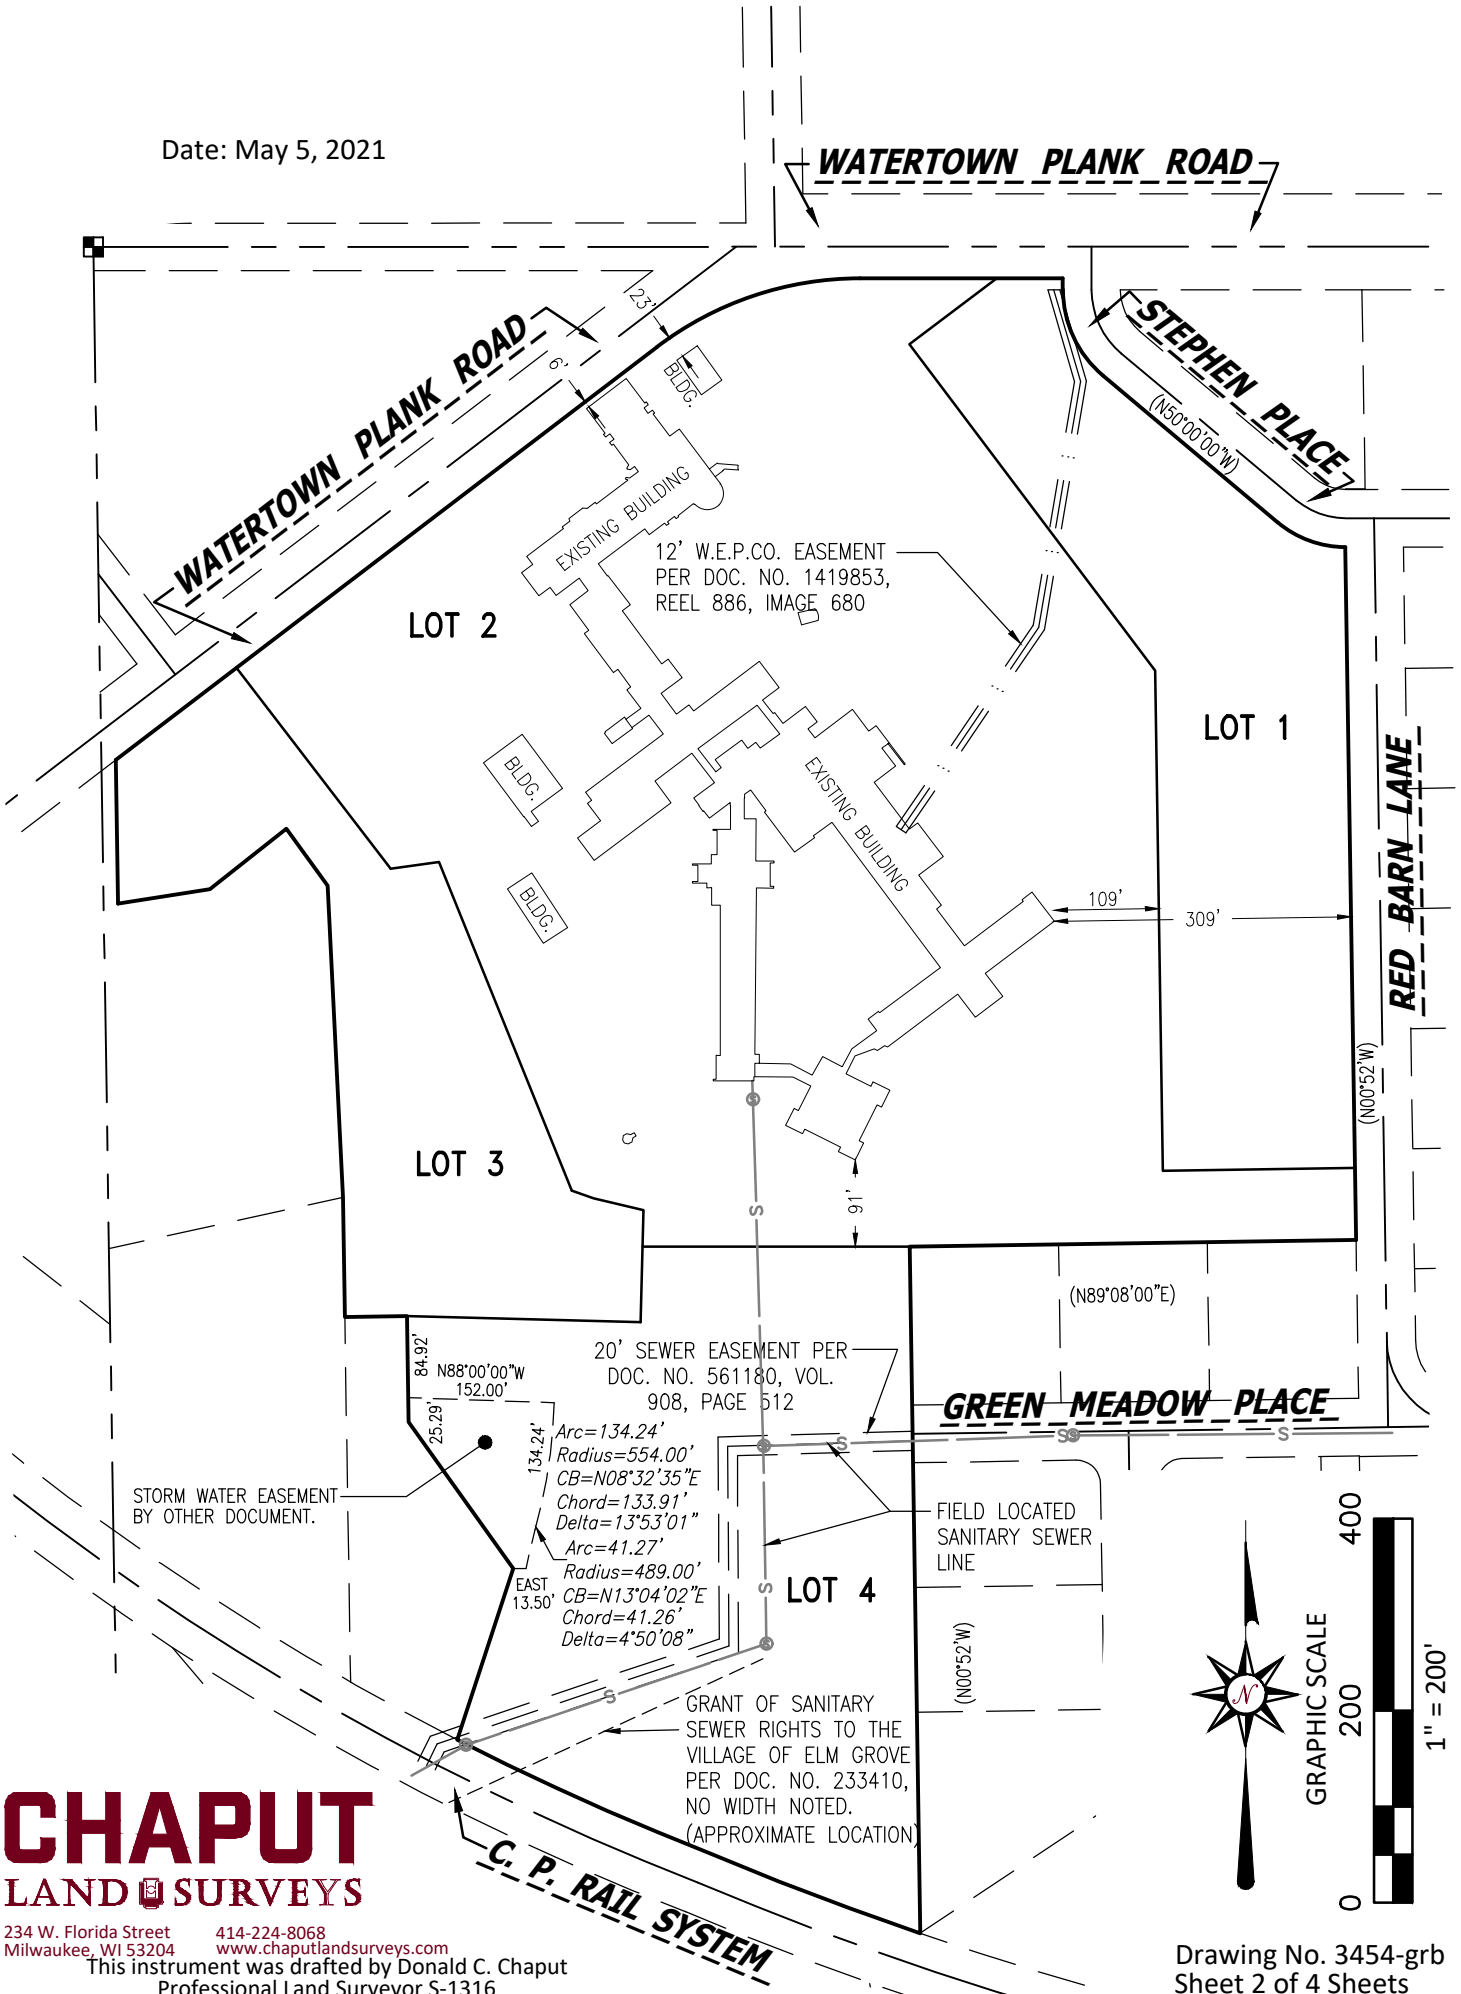 Date: May 5, 2021
WATERTOWN PLANK ROAD
WATERTOWN PLANK ROAD
STEPHEN PLACE
(N50°00'00"W)
23'
6'
BLDG.
EXISTING BUILDING
12' W.E.P.CO. EASEMENT
PER DOC. NO. 1419853,
REEL 886, IMAGE 680
LOT 2
LOT 1
BLDG.
EXISTING BUILDING
BLDG.
109'
309'
RED BARN LANE
(N00°52'W)
LOT 3
91'
(N89°08'00"E)
84.92'
N88°00'00"W
152.00'
25.29'
134.24'
20' SEWER EASEMENT PER
DOC. NO. 561180, VOL.
908, PAGE 512
GREEN MEADOW PLACE
S
S
S
S
S
S
Arc=134.24'
Radius=554.00'
CB=N08°32'35"E
Chord=133.91'
Delta=13°53'01"
Arc=41.27'
Radius=489.00'
CB=N13°04'02"E
Chord=41.26'
Delta=4°50'08"
STORM WATER EASEMENT
BY OTHER DOCUMENT.
EAST
13.50'
FIELD LOCATED
SANITARY SEWER
LINE
LOT 4
(N00°52'W)
GRANT OF SANITARY
SEWER RIGHTS TO THE
VILLAGE OF ELM GROVE
PER DOC. NO. 233410,
NO WIDTH NOTED.
(APPROXIMATE LOCATION)
C. P. RAIL SYSTEM
N
GRAPHIC SCALE
0 200 400
1" = 200'
CHAPUT
LAND SURVEYS
234 W. Florida Street 414-224-8068
Milwaukee, WI 53204 www.chaputlandsurveys.com
This instrument was drafted by Donald C. Chaput
Professional Land Surveyor S-1316
Drawing No. 3454-grb
Sheet 2 of 4 Sheets